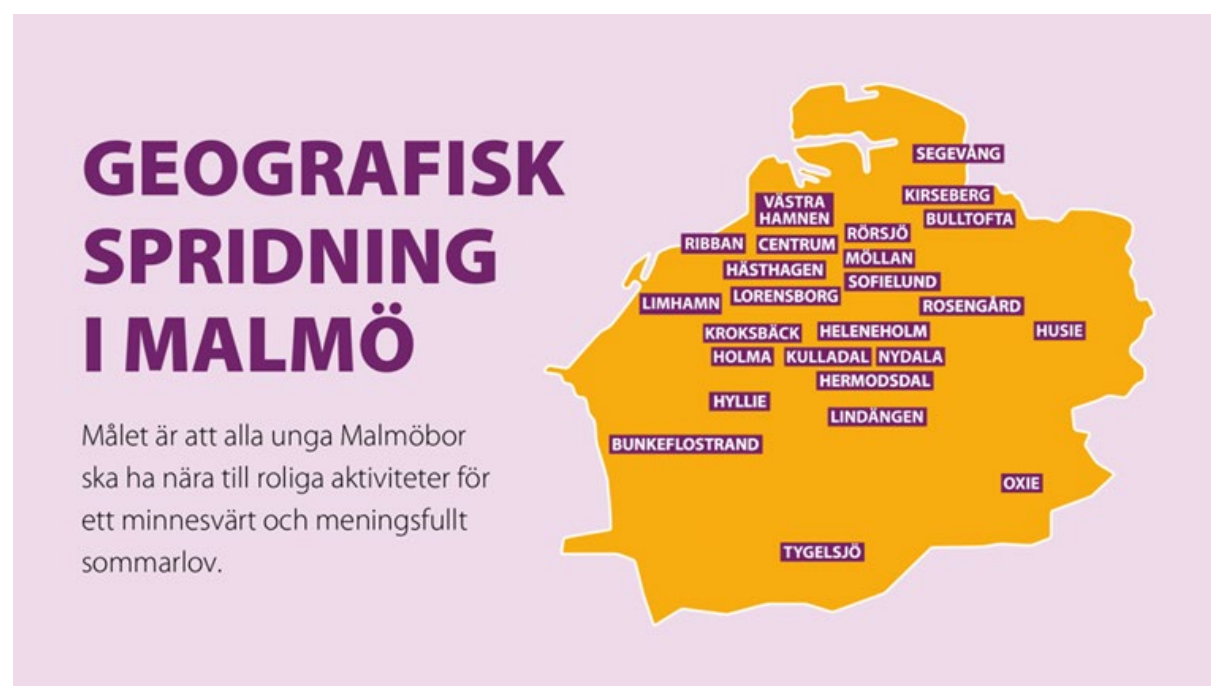 GEOGRAFISK
SPRIDNING
I MALMÖ
Målet är att alla unga Malmöbor
ska ha nära till roliga aktiviteter för
ett minnesvärt och meningsfullt
sommarlov.
SEGEVÅNG
KIRSEBERG
VÄSTRA
HAMNEN
BULLTOFTA
RÖRSJÖ
RIBBAN
CENTRUM
MÖLLAN
HÄSTHAGEN
SOFIELUND
LORENSBORG
LIMHAMN
ROSENGÅRD
KROKSBÄCK
HELENEHOLM
HUSIE
HOLMA
KULLADAL
NYDALA
HERMODSDAL
HYLLIE
LINDÄNGEN
BUNKEFLOSTRAND
OXIE
TYGELSJÖ